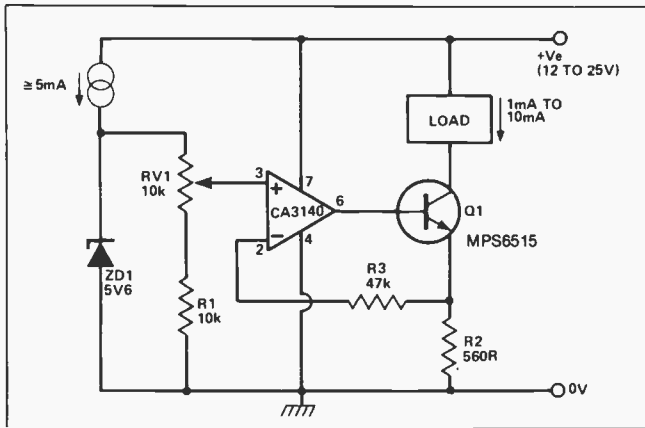 ≅5mA
+Ve
(12 TO 25V)
1mA TO
10mA
LOAD
RV1
10k
3
+
7
CA3140
6
−
2
4
Q1
MPS6515
ZD1
5V6
R1
10k
R3
47k
R2
560R
0V